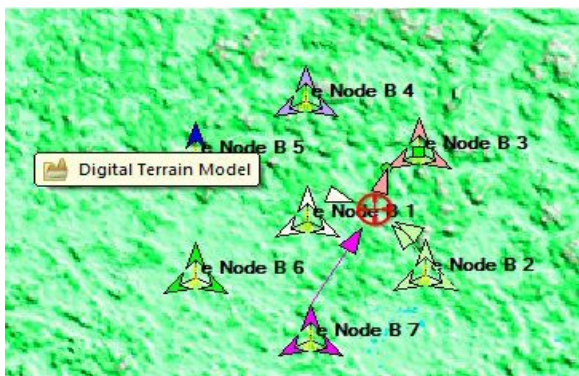 e Node B 4
e Node B 3
e Node B 5
Digital Terrain Model
e Node B 1
e Node B 6
e Node B 2
e Node B 7